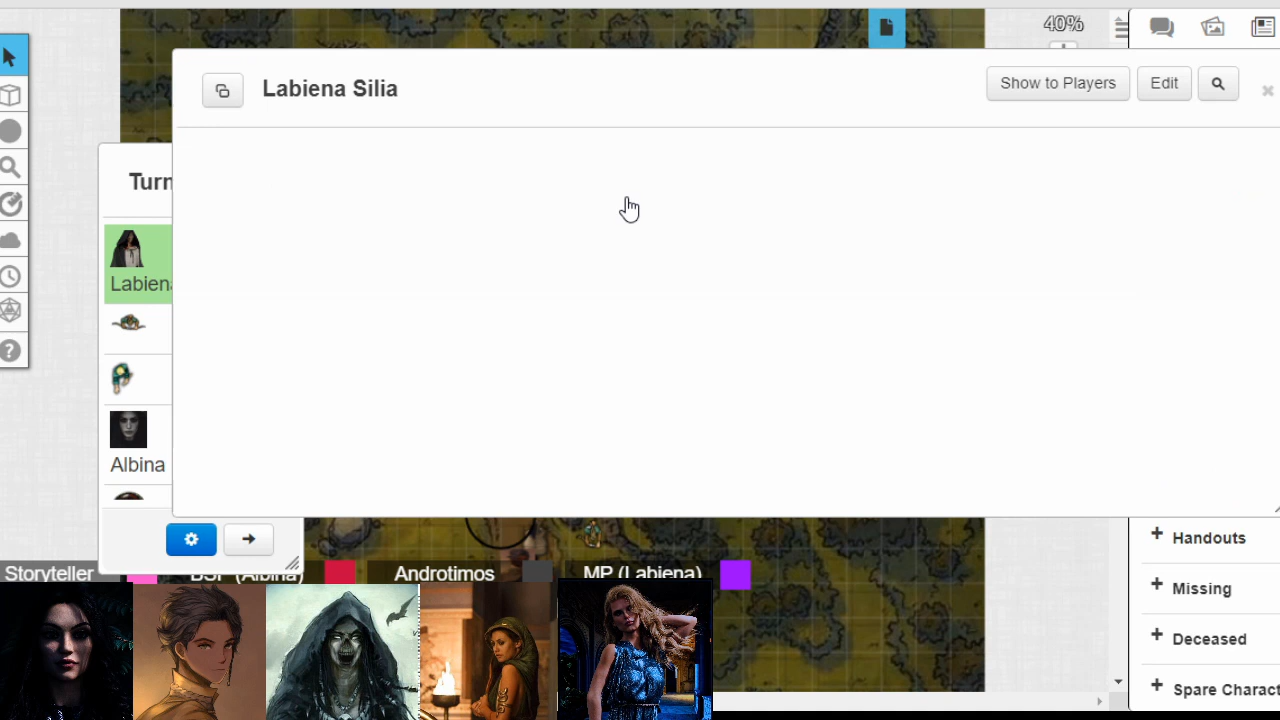 40%
Labiena Silia
Show to Players
Edit
Turn
Labiena
Albina
Handouts
Missing
Deceased
Spare Charact
Storyteller
BSP (Albina)
Androtimos
MP (Labiena)